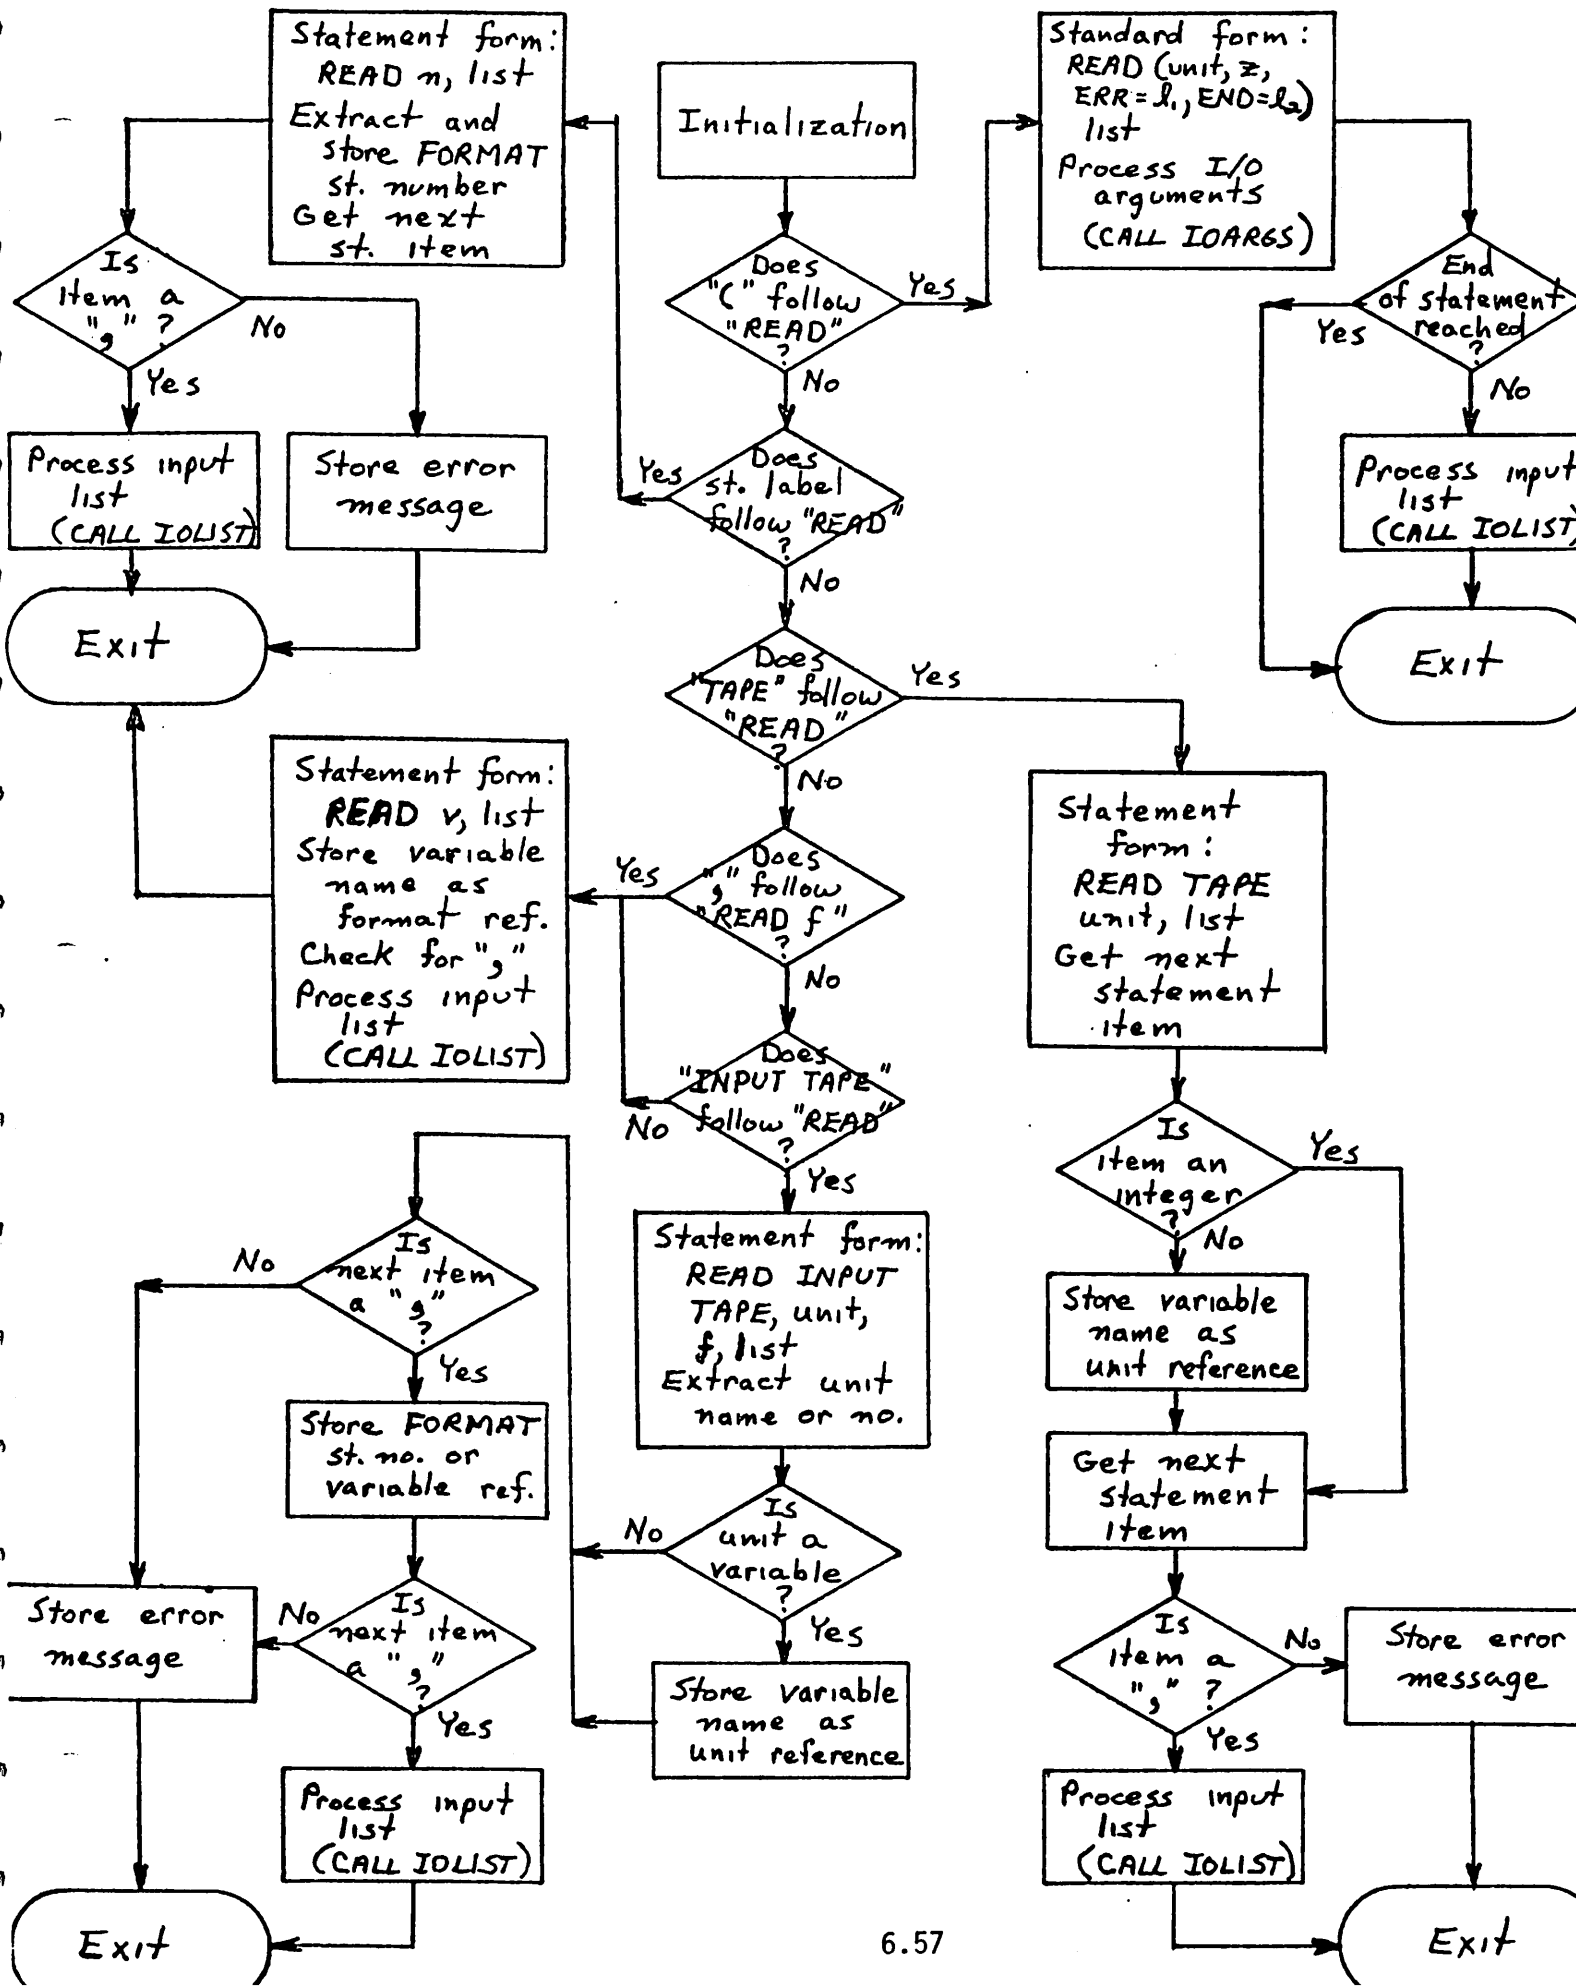 Statement form:
READ n, list
Extract and
store FORMAT
st. number
Get next
st. item
Initialization
Standard form:
READ (unit, z,
ERR = l₁, END = l₂)
list
Process I/O
arguments
(CALL IOARGS)
Is
item a
"," ?
No
Yes
Does
"(" follow
"READ"
?
Yes
No
End
of statement
reached
?
Yes
No
Process input
list
(CALL IOLIST)
Store error
message
Does
st. label
follow "READ"
?
Yes
No
Process input
list
(CALL IOLIST)
Exit
Does
"TAPE" follow
"READ"
?
Yes
No
Exit
Statement form:
READ v, list
Store variable
name as
format ref.
Check for ","
Process input
list
(CALL IOLIST)
Does
"," follow
"READ f"
?
Yes
No
Statement
form:
READ TAPE
unit, list
Get next
statement
item
Does
"INPUT TAPE"
follow "READ"
?
No
Yes
Is
item an
integer
?
Yes
No
Is
next item
a ","
?
No
Yes
Statement form:
READ INPUT
TAPE, unit,
f, list
Extract unit
name or no.
Store variable
name as
unit reference
Store FORMAT
st. no. or
variable ref.
Get next
statement
item
Is
unit a
variable
?
No
Yes
Store error
message
Is
next item
a ","
?
No
Yes
Is
item a
"," ?
No
Yes
Store error
message
Store variable
name as
unit reference
Process input
list
(CALL IOLIST)
Process input
list
(CALL IOLIST)
Exit
Exit
6.57